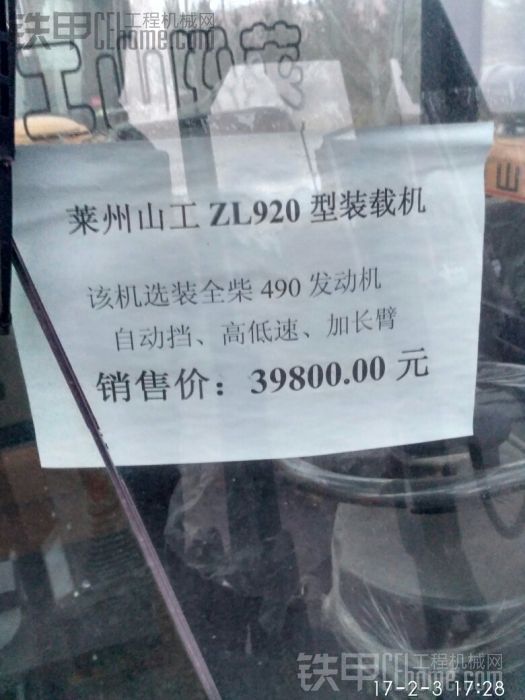 铁甲 工程机械网
CEhome.com
莱州山工 ZL920 型装载机
该机选装全柴 490 发动机
自动挡、高低速、加长臂
销售价：39800.00 元
铁甲 工程机械网
CEhome.com
17-2-3 17:28